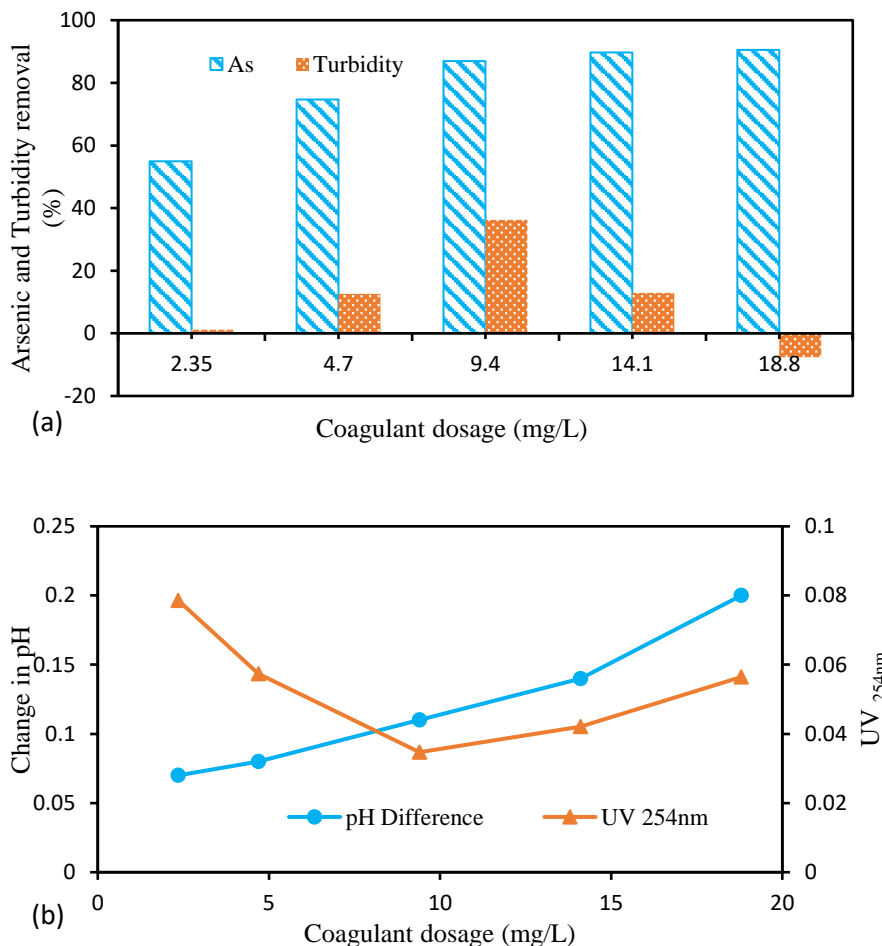 100
80
60
40
20
0
-20
As Turbidity
Arsenic and Turbidity removal
(%)
2.35 4.7 9.4 14.1 18.8
(a)
Coagulant dosage (mg/L)
0.25
0.2
0.15
0.1
0.05
0
Change in pH
0.1
0.08
0.06
0.04
0.02
0
UV 254nm
pH Difference UV 254nm
0 5 10 15 20
(b)
Coagulant dosage (mg/L)